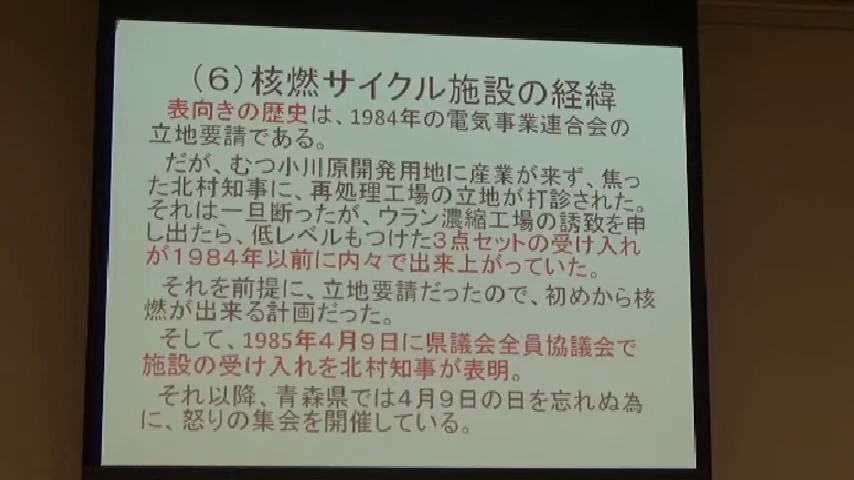 （６）核燃サイクル施設の経緯
表向きの歴史は、1984年の電気事業連合会の
立地要請である。
だが、むつ小川原開発用地に産業が来ず、焦っ
た北村知事に、再処理工場の立地が打診された。
それは一旦断ったが、ウラン濃縮工場の誘致を申
し出たら、低レベルもつけた３点セットの受け入れ
が１９８４年以前に内々で出来上がっていた。
それを前提に、立地要請だったので、初めから核
燃が出来る計画だった。
そして、1985年４月９日に県議会全員協議会で
施設の受け入れを北村知事が表明。
それ以降、青森県では４月９日の日を忘れぬ為
に、怒りの集会を開催している。